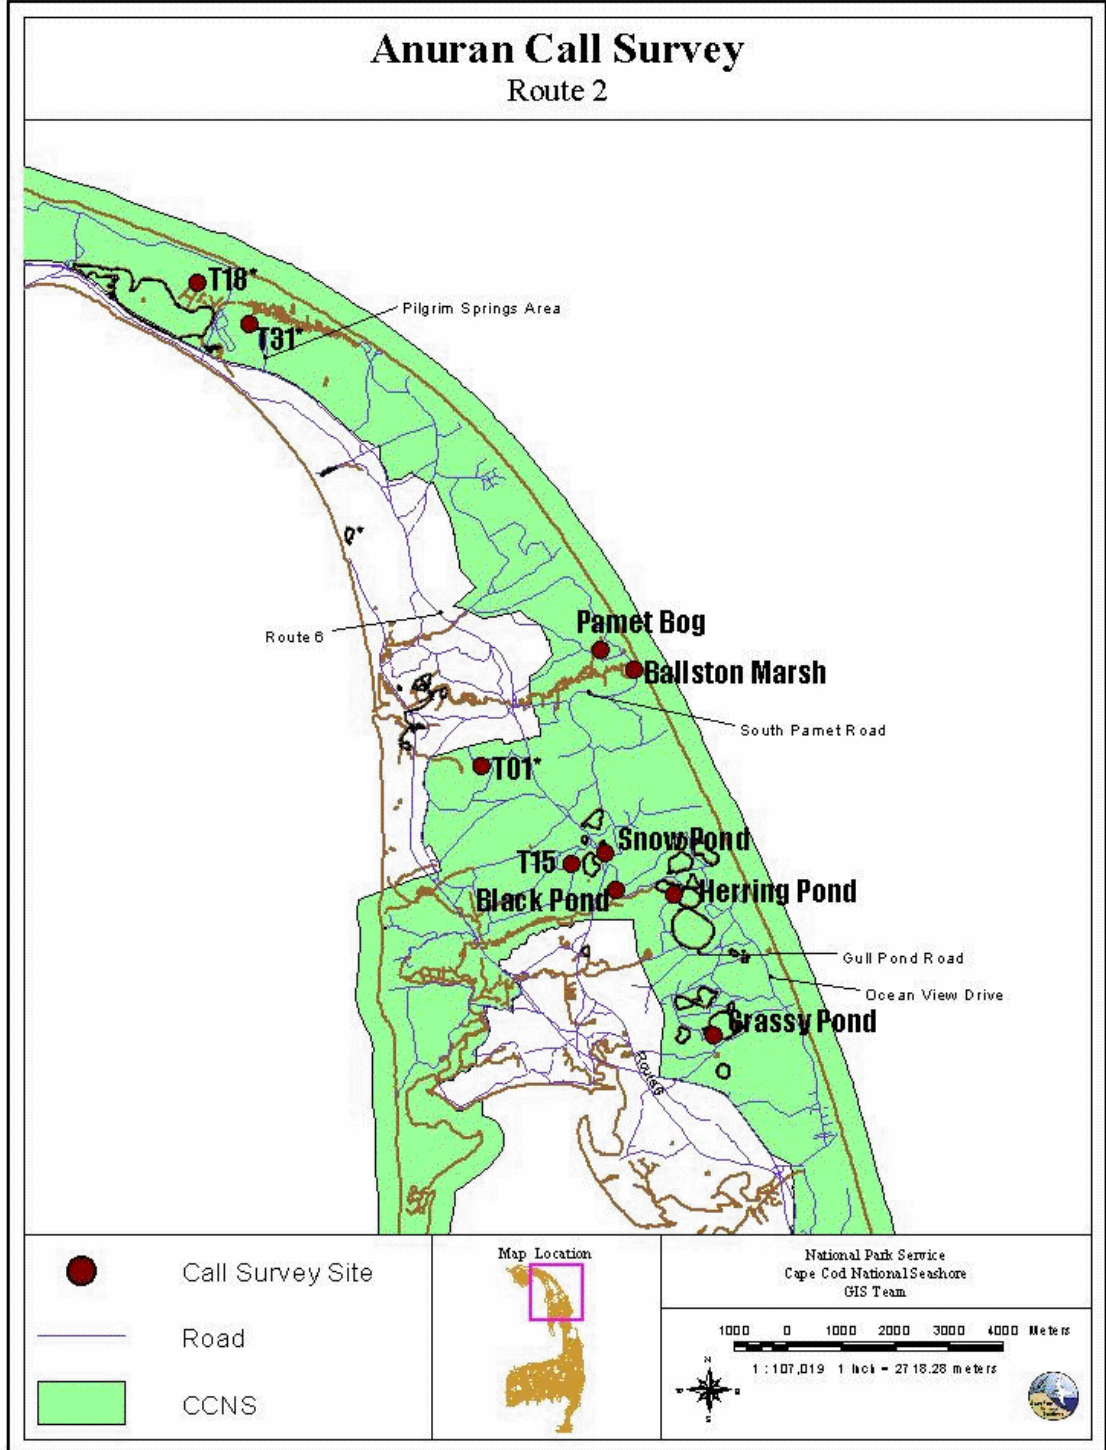 Anuran Call Survey
Route 2
T18*
Pilgrim Springs Area
T31*
Pamet Bog
Route 6
Ballston Marsh
South Pamet Road
T01*
Snow Pond
T15
Black Pond
Herring Pond
Gull Pond Road
Ocean View Drive
Grassy Pond
Route 6
Call Survey Site
Road
CCNS
Map Location
National Park Service
Cape Cod National Seashore
GIS Team
1000 0 1000 2000 3000 4000 Meters
1:107,019 1 Inch = 2718.28 meters
N
S